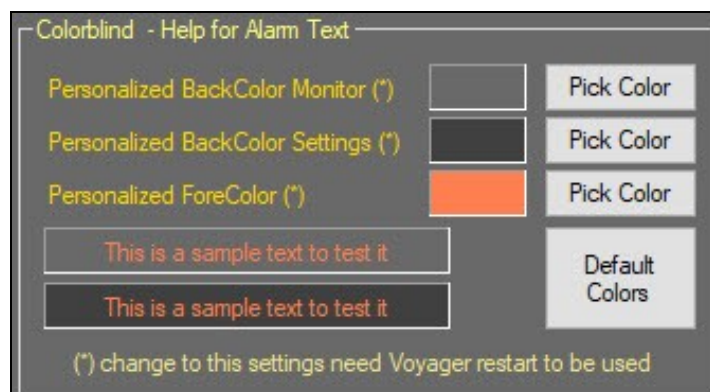 Colorblind - Help for Alarm Text
Personalized BackColor Monitor (*) Pick Color
Personalized BackColor Settings (*) Pick Color
Personalized ForeColor (*) Pick Color
This is a sample text to test it
Default
Colors
This is a sample text to test it
(*) change to this settings need Voyager restart to be used